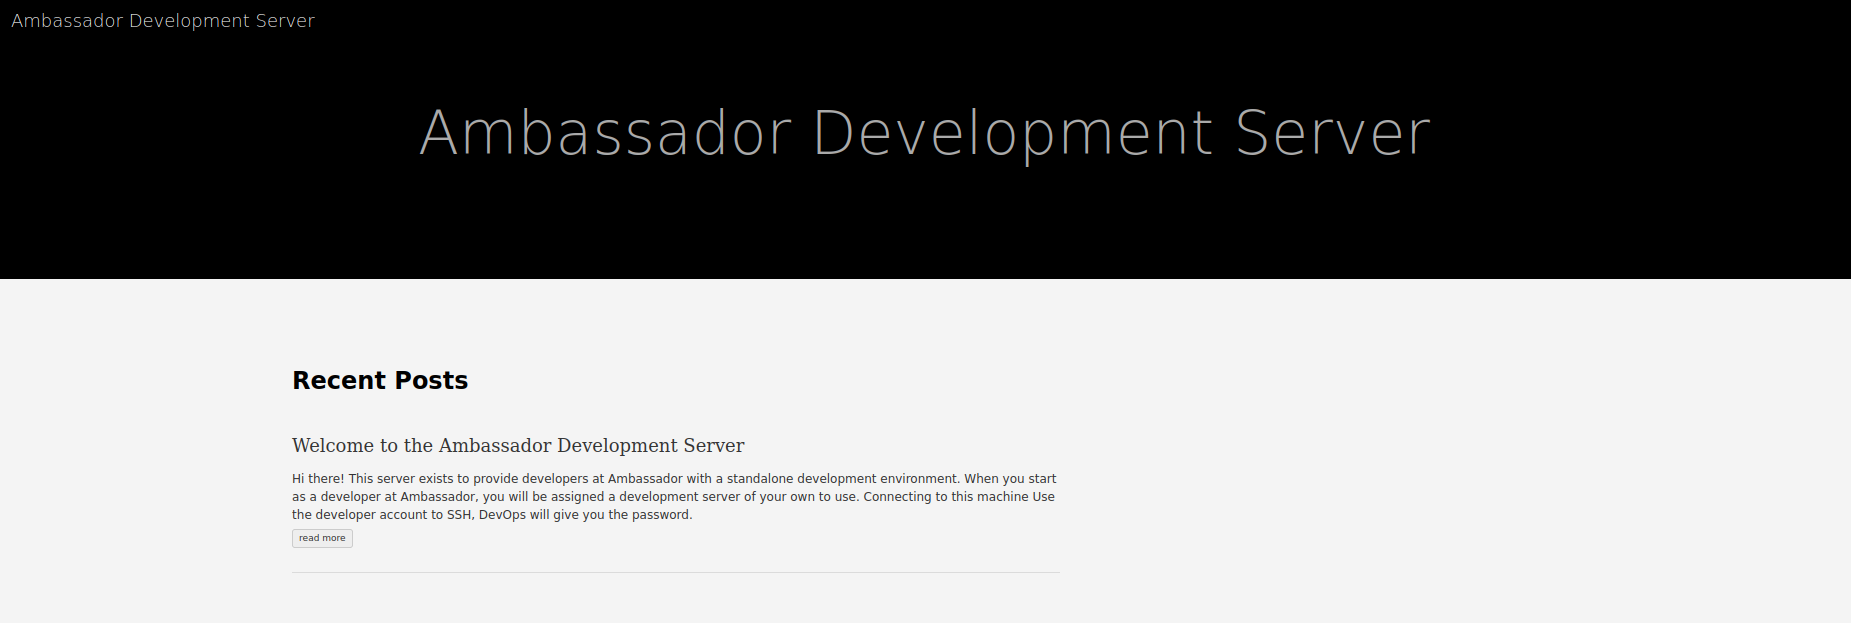 Ambassador Development Server
Ambassador Development Server
Recent Posts
Welcome to the Ambassador Development Server
Hi there! This server exists to provide developers at Ambassador with a standalone development environment. When you start
as a developer at Ambassador, you will be assigned a development server of your own to use. Connecting to this machine Use
the developer account to SSH, DevOps will give you the password.
read more